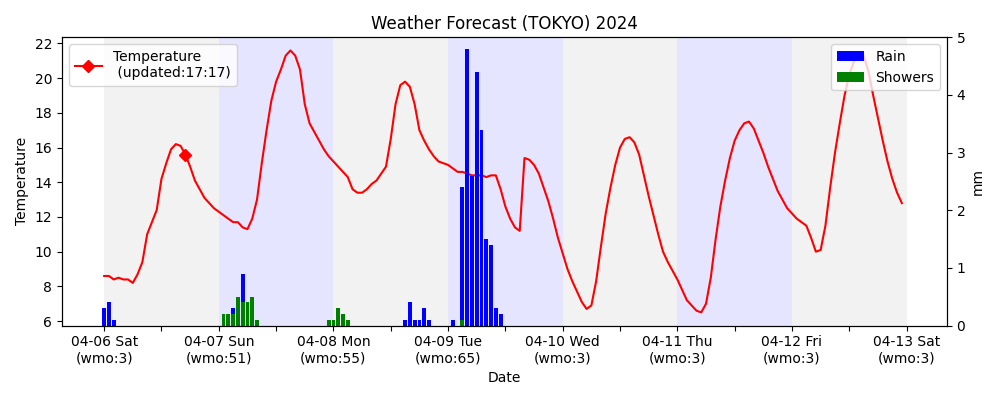 Weather Forecast (TOKYO) 2024
Temperature
(updated:17:17)
Rain
Showers
Temperature
22
20
18
16
14
12
10
8
6
5
4
3
2
1
0
mm
04-06 Sat 04-07 Sun 04-08 Mon 04-09 Tue 04-10 Wed 04-11 Thu 04-12 Fri 04-13 Sat
(wmo:3) (wmo:51) (wmo:55) (wmo:65) (wmo:3) (wmo:3) (wmo:3) (wmo:3)
Date